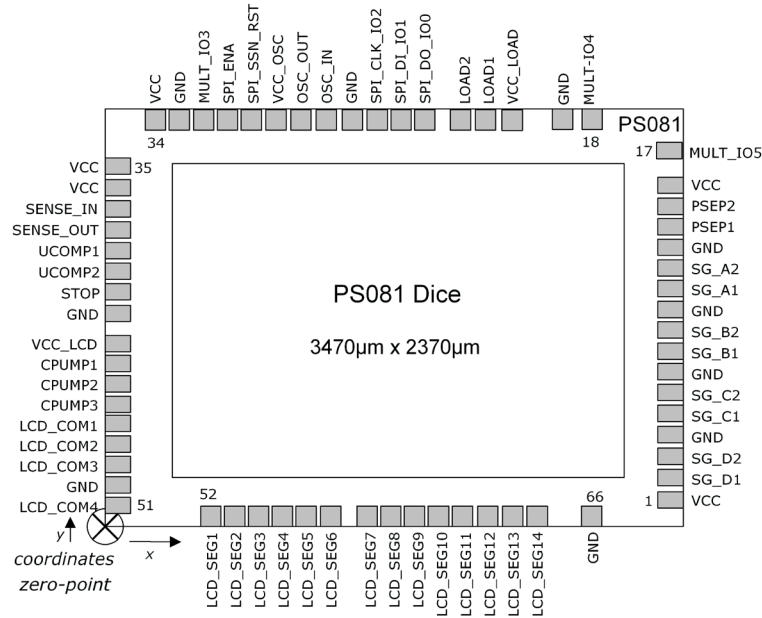 VCC
GND
MULT_IO3
SPI_ENA
SPI_SSN_RST
VCC_OSC
OSC_OUT
OSC_IN
GND
SPI_CLK_IO2
SPI_DI_IO1
SPI_DO_IO0
LOAD2
LOAD1
VCC_LOAD
GND
MULT-IO4
34
18
PS081
17
MULT_IO5
35
VCC
VCC
SENSE_IN
SENSE_OUT
UCOMP1
UCOMP2
STOP
GND
VCC_LCD
CPUMP1
CPUMP2
CPUMP3
LCD_COM1
LCD_COM2
LCD_COM3
GND
LCD_COM4
51
PS081 Dice
3470µm x 2370µm
VCC
PSEP2
PSEP1
GND
SG_A2
SG_A1
GND
SG_B2
SG_B1
GND
SG_C2
SG_C1
GND
SG_D2
SG_D1
1
VCC
52
66
LCD_SEG1
LCD_SEG2
LCD_SEG3
LCD_SEG4
LCD_SEG5
LCD_SEG6
LCD_SEG7
LCD_SEG8
LCD_SEG9
LCD_SEG10
LCD_SEG11
LCD_SEG12
LCD_SEG13
LCD_SEG14
GND
y
x
coordinates
zero-point